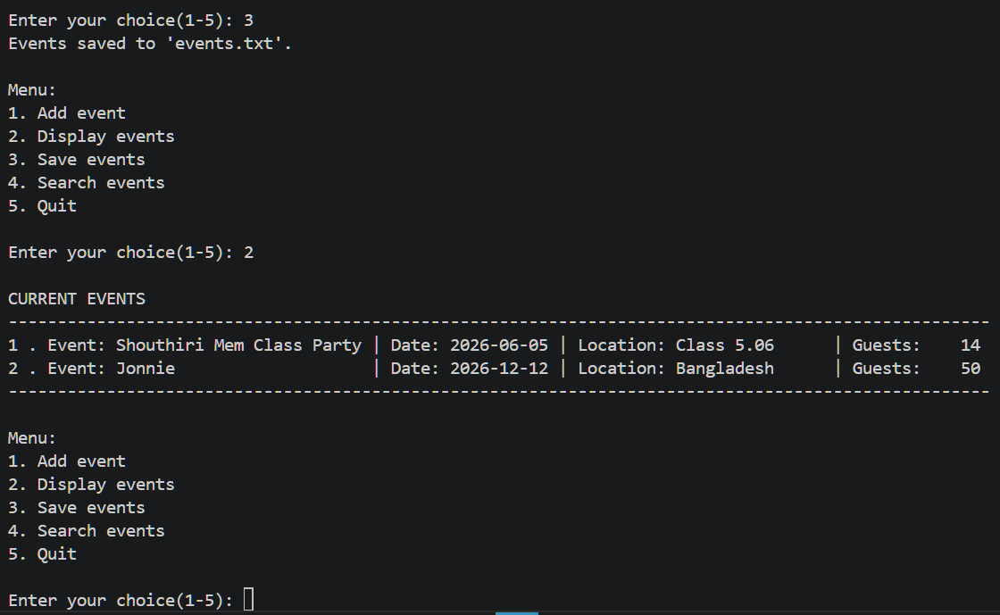 Enter your choice(1-5): 3
Events saved to 'events.txt'.
Menu:
1. Add event
2. Display events
3. Save events
4. Search events
5. Quit
Enter your choice(1-5): 2
CURRENT EVENTS
----------------------------------------------------------------------------------------------------
1 . Event: Shouthiri Mem Class Party | Date: 2026-06-05 | Location: Class 5.06      | Guests:    14
2 . Event: Jonnie                    | Date: 2026-12-12 | Location: Bangladesh      | Guests:    50
----------------------------------------------------------------------------------------------------
Menu:
1. Add event
2. Display events
3. Save events
4. Search events
5. Quit
Enter your choice(1-5):